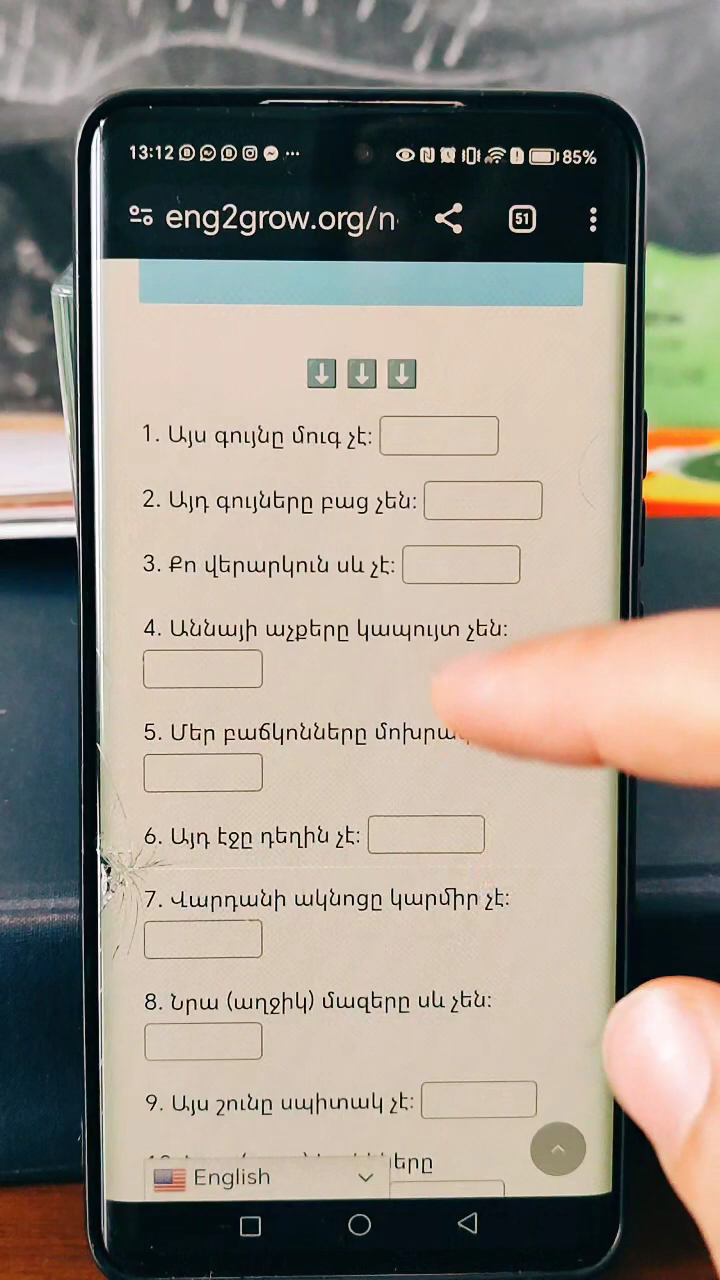 13:12 ... 85%
eng2grow.org/n 51
1. Այս գույնը մուգ չէ:
2. Այդ գույները բաց չեն:
3. Քո վերարկուն սև չէ:
4. Աննայի աչքերը կապույտ չեն:
5. Մեր բաճկոնները
6. Այդ էջը դեղին չէ:
7. Վարդանի ակնոցը կարմիր չէ:
8. Նրա (աղջիկ) մազերը սև չեն:
9. Այս շունը սպիտակ չէ:
English